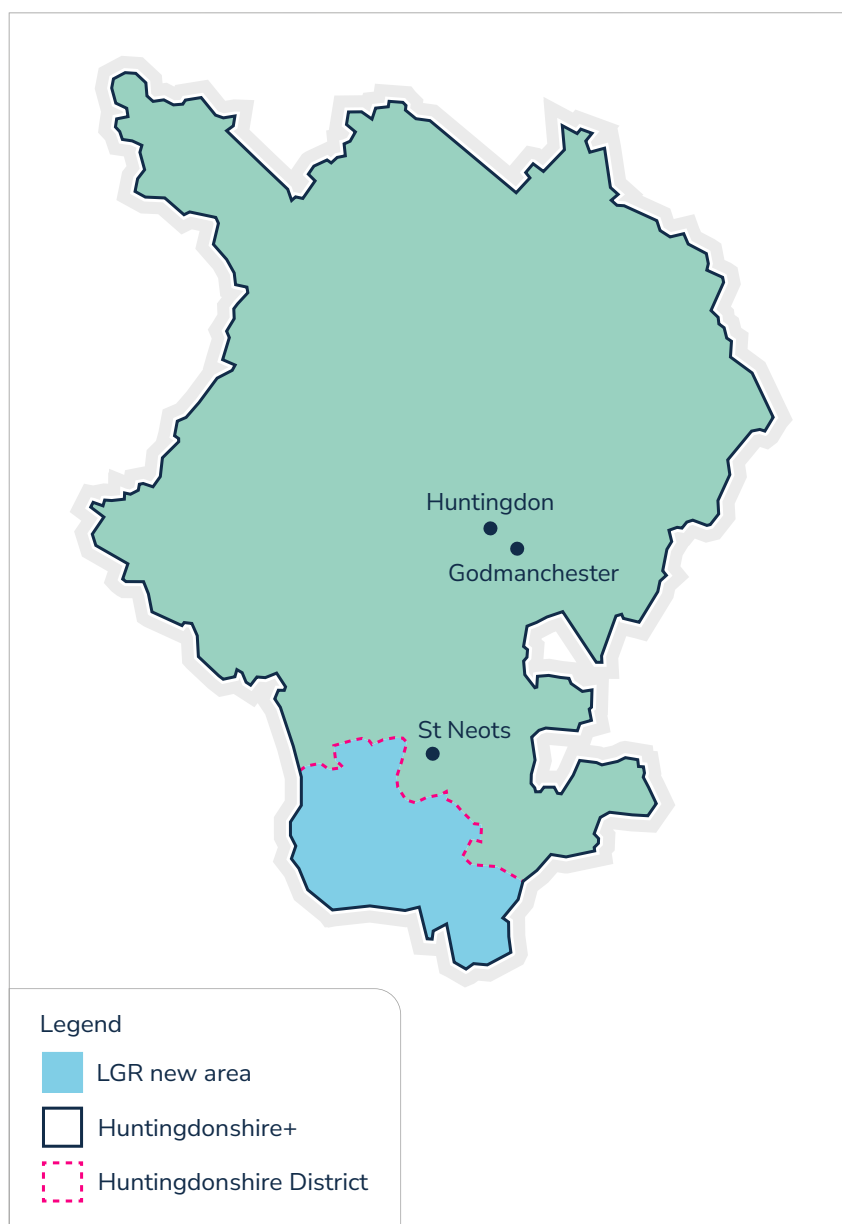 Huntingdon
Godmanchester
St Neots
Legend
LGR new area
Huntingdonshire+
Huntingdonshire District